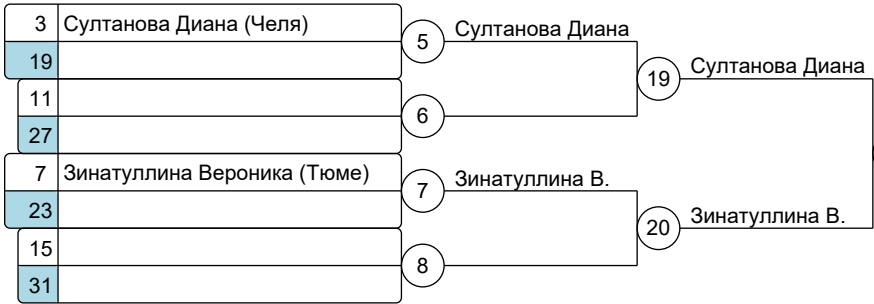 3 Султанова Диана (Челя)
19
5 Султанова Диана
11
27
6
19 Султанова Диана
7 Зинатуллина Вероника (Тюме)
23
7 Зинатуллина В.
15
31
8
20 Зинатуллина В.